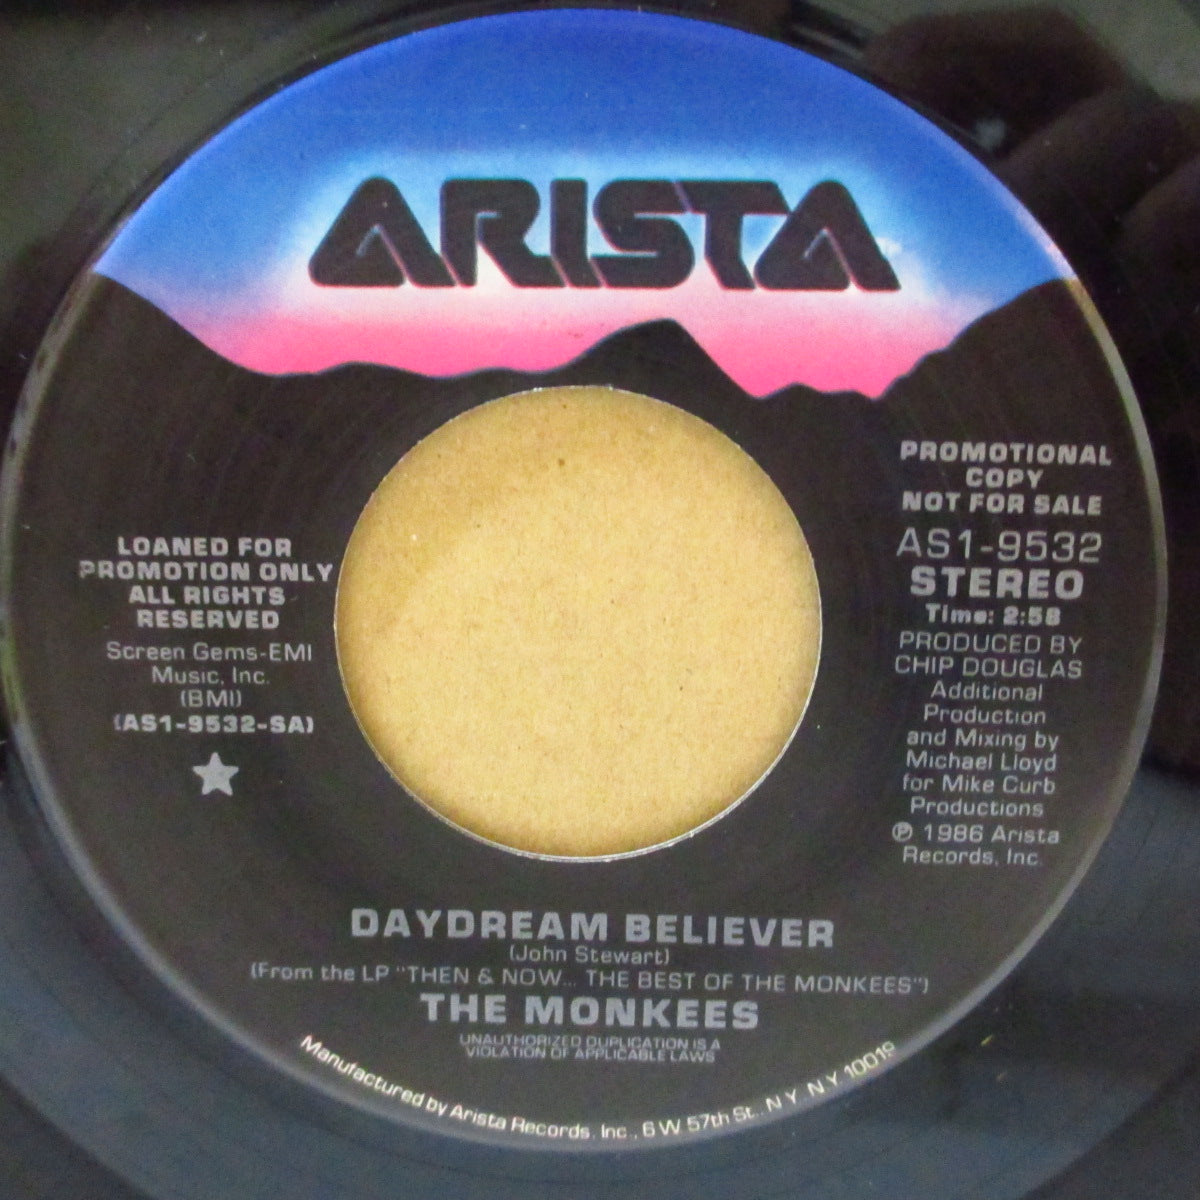 ARISTA
PROMOTIONAL
COPY
NOT FOR SALE
AS1-9532
STEREO
Time: 2:58
PRODUCED BY
CHIP DOUGLAS
Additional
Production
and Mixing by
Michael Lloyd
for Mike Curb
Productions
℗ 1986 Arista
Records, Inc.
LOANED FOR
PROMOTION ONLY
ALL RIGHTS
RESERVED
Screen Gems-EMI
Music, Inc.
(BMI)
(AS1-9532-SA)
DAYDREAM BELIEVER
(John Stewart)
(From the LP "THEN & NOW... THE BEST OF THE MONKEES")
THE MONKEES
UNAUTHORIZED DUPLICATION IS A
VIOLATION OF APPLICABLE LAWS
Manufactured by Arista Records, Inc., 6 W. 57th St., N.Y. N.Y. 10019